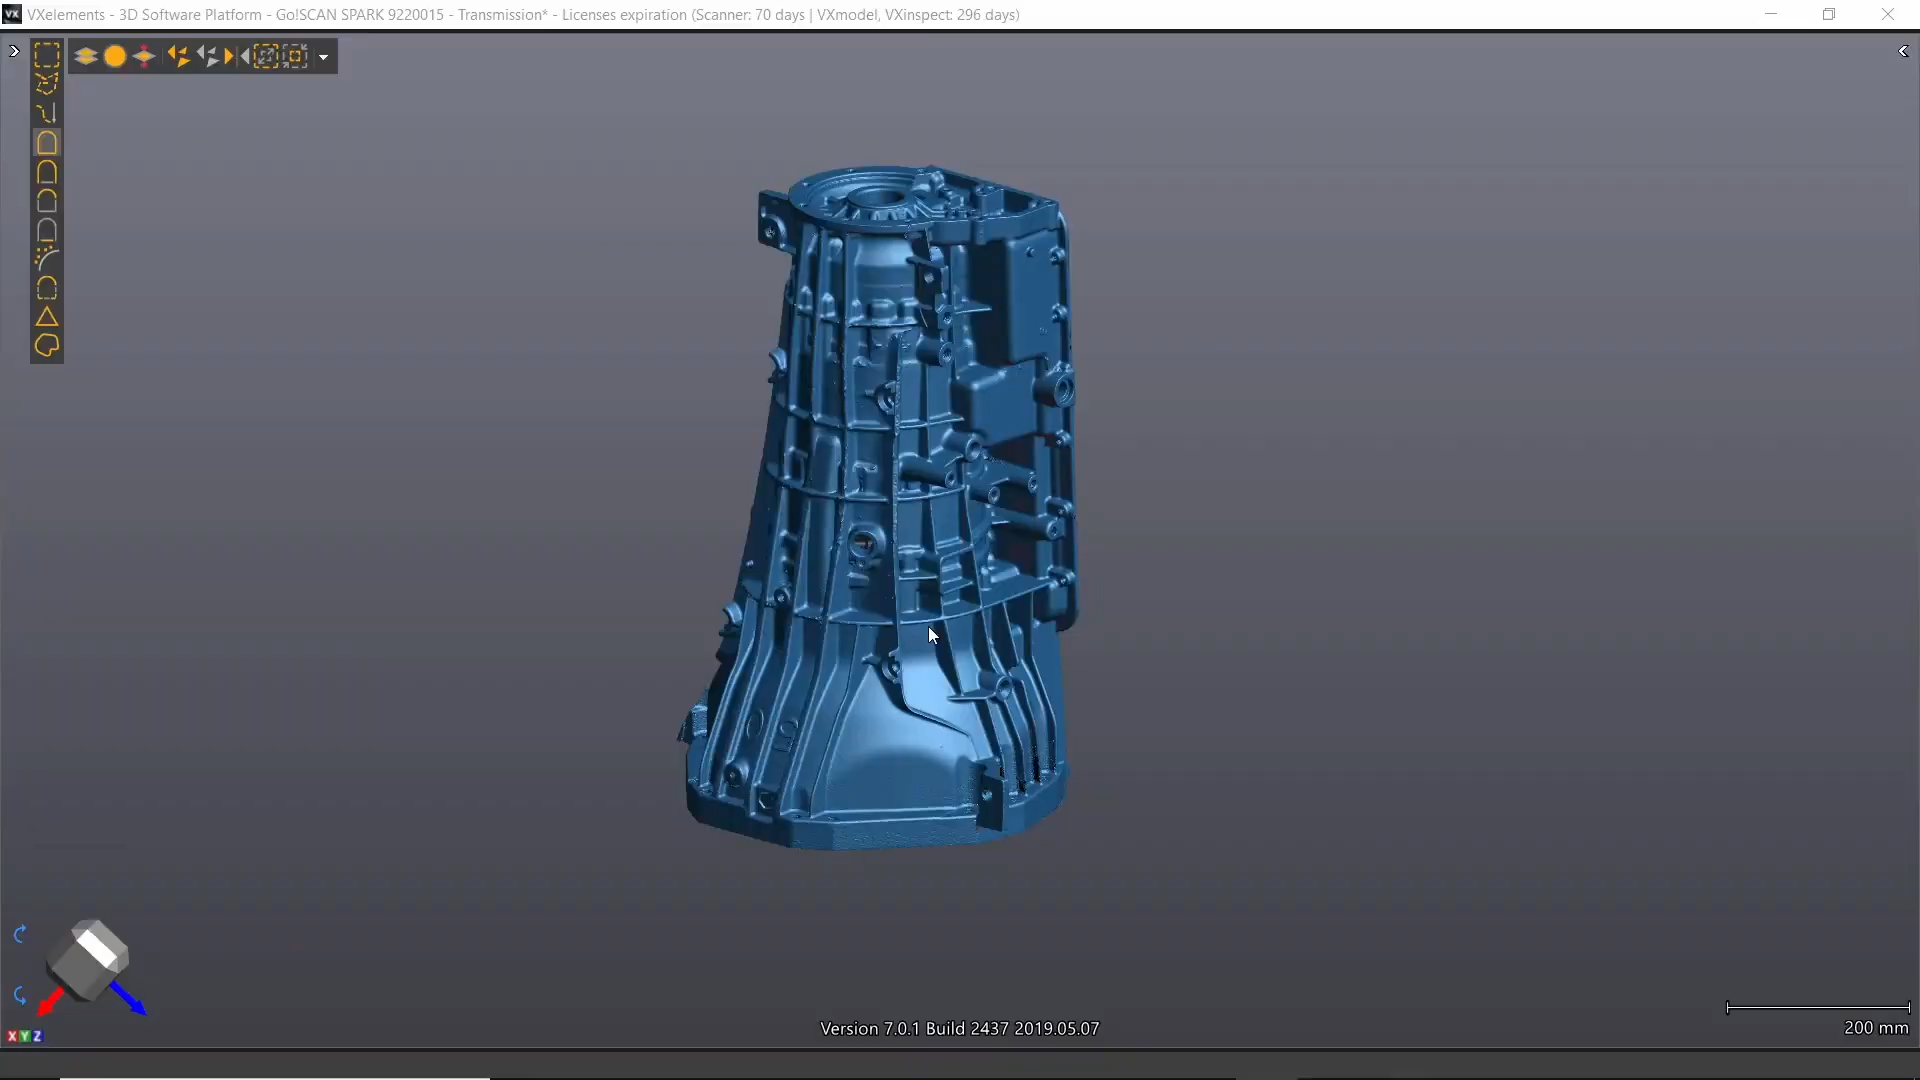 VX VXelements - 3D Software Platform - Go!SCAN SPARK 9220015 - Transmission* - Licenses expiration (Scanner: 70 days | VXmodel, VXinspect: 296 days)
X Y Z
Version 7.0.1 Build 2437 2019.05.07
200 mm